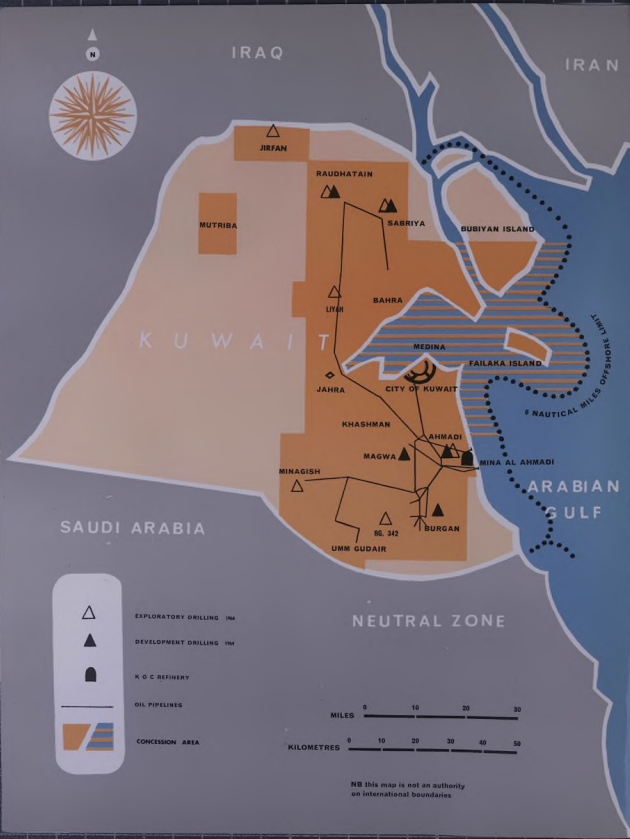 N
IRAQ
IRAN
JIRFAN
RAUDHATAIN
MUTRIBA
SABRIYA
BUBIYAN ISLAND
LIYAH
BAHRA
KUWAIT
MEDINA
FAILAKA ISLAND
6 NAUTICAL MILES OFFSHORE LIMIT
JAHRA
CITY OF KUWAIT
KHASHMAN
AHMADI
MAGWA
MINA AL AHMADI
MINAGISH
ARABIAN
GULF
SAUDI ARABIA
BG. 342
BURGAN
UMM GUDAIR
NEUTRAL ZONE
EXPLORATORY DRILLING 1964
DEVELOPMENT DRILLING 1964
K O C REFINERY
OIL PIPELINES
CONCESSION AREA
MILES 0 10 20 30
KILOMETRES 0 10 20 30 40 50
NB this map is not an authority
on international boundaries